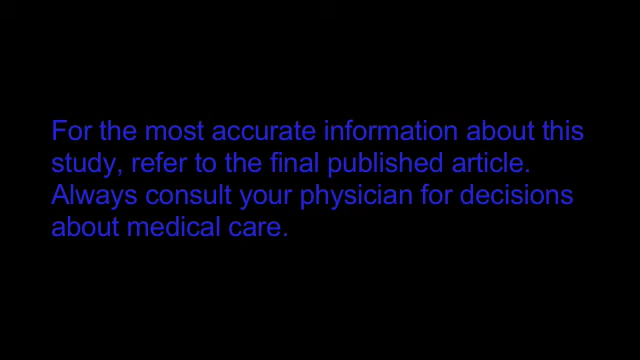 For the most accurate information about this
study, refer to the final published article.
Always consult your physician for decisions
about medical care.